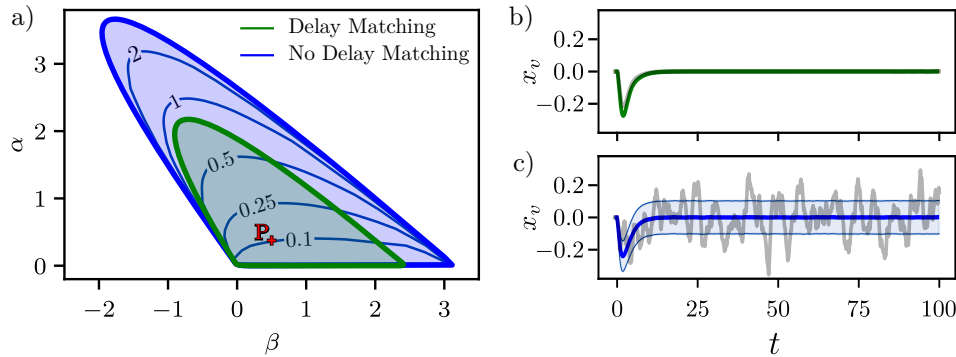 a)
Delay Matching
No Delay Matching
2
1
0.5
0.25
0.1
P
α
3
2
1
0
−2 −1 0 1 2 3
β
b)
x_v
0.2
0.0
−0.2
c)
x_v
0.2
0.0
−0.2
0 25 50 75 100
t